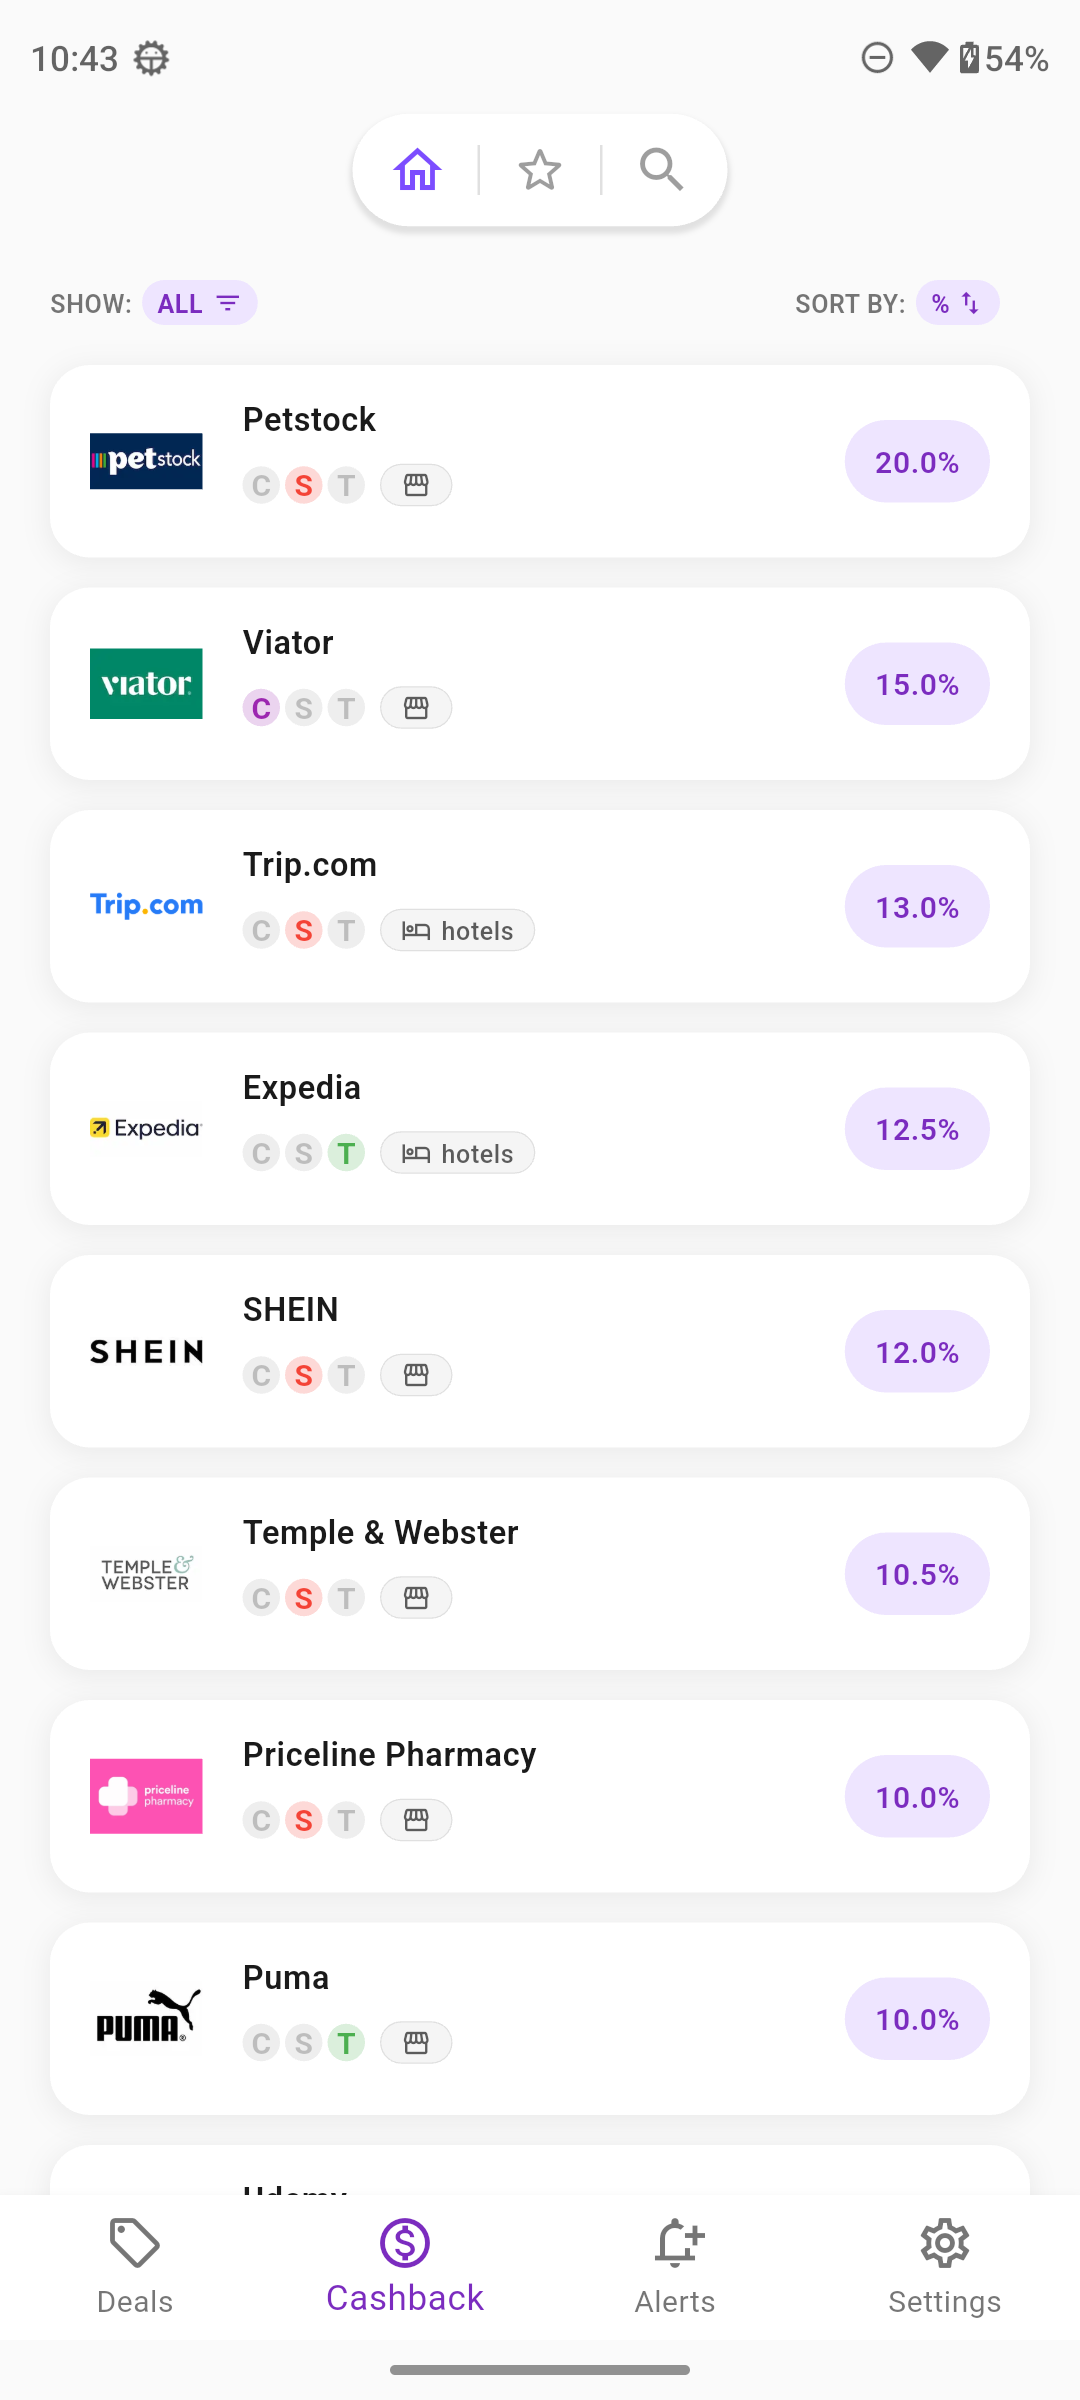 10:43
54%
SHOW: ALL
SORT BY: %
Petstock
petstock
C S T
20.0%
Viator
viator
C S T
15.0%
Trip.com
Trip.com
C S T hotels
13.0%
Expedia
Expedia
C S T hotels
12.5%
SHEIN
SHEIN
C S T
12.0%
Temple & Webster
TEMPLE &
WEBSTER
C S T
10.5%
Priceline Pharmacy
priceline
pharmacy
C S T
10.0%
Puma
PUMA
C S T
10.0%
Udemy
Deals
Cashback
Alerts
Settings